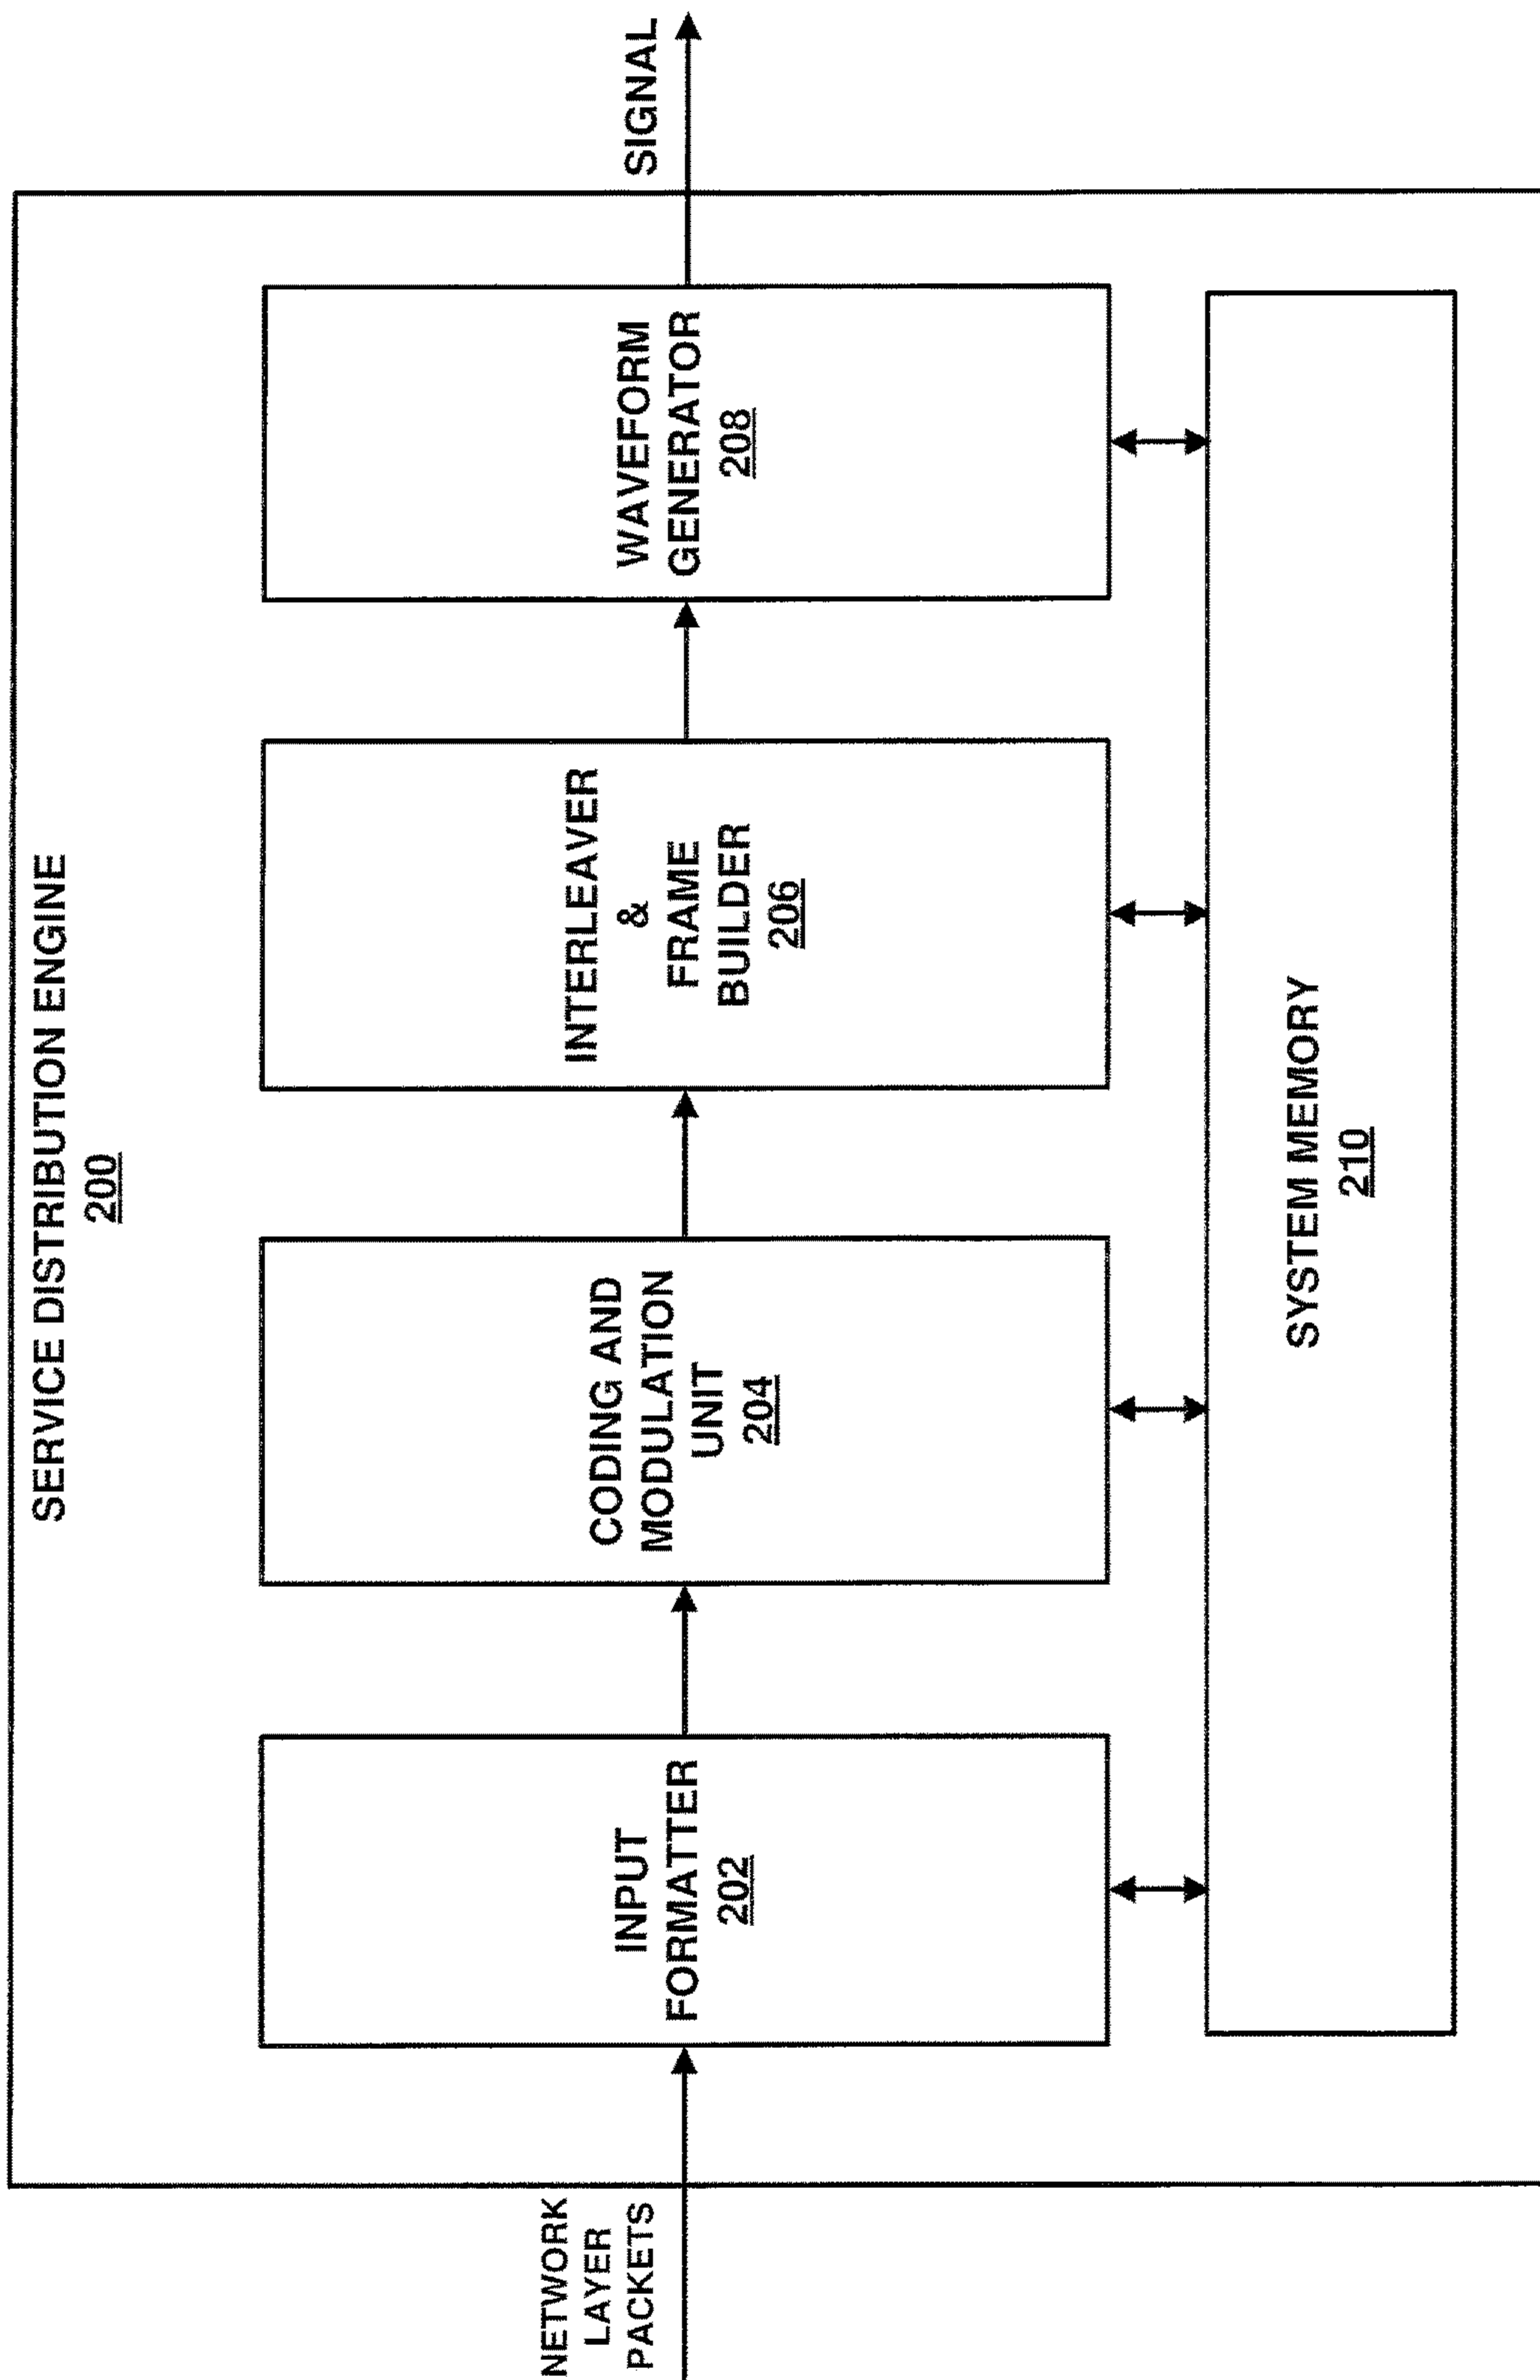 SERVICE DISTRIBUTION ENGINE
200
NETWORK
LAYER
PACKETS
INPUT
FORMATTER
202
CODING AND
MODULATION
UNIT
204
INTERLEAVER
&
FRAME
BUILDER
206
WAVEFORM
GENERATOR
208
SIGNAL
SYSTEM MEMORY
210